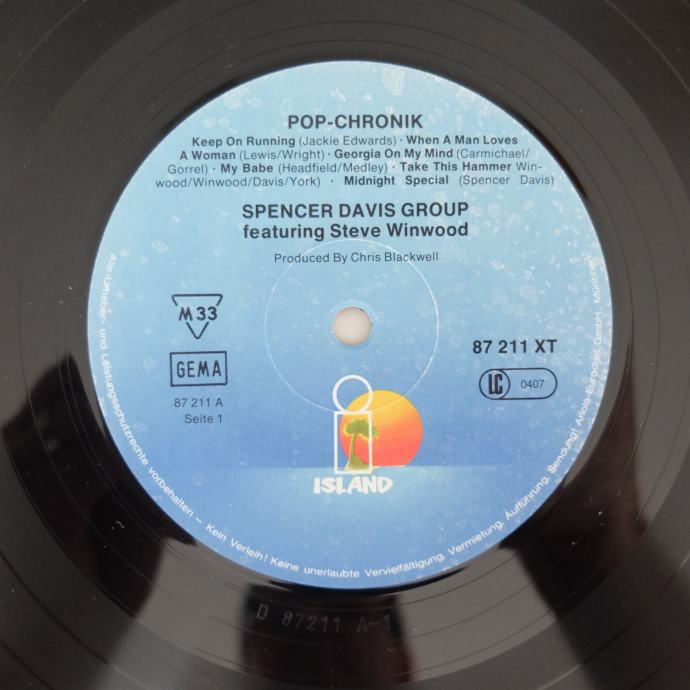 POP-CHRONIK
Keep On Running (Jackie Edwards) · When A Man Loves
A Woman (Lewis/Wright) · Georgia On My Mind (Carmichael/
Gorrel) · My Babe (Headfield/Medley) · Take This Hammer Win-
wood/Winwood/Davis/York) · Midnight Special (Spencer Davis)
SPENCER DAVIS GROUP
featuring Steve Winwood
Produced By Chris Blackwell
M 33
GEMA
87 211 A
Seite 1
87 211 XT
LC 0407
ISLAND
Alle Urheber- und Leistungsschutzrechte vorbehalten – Kein Verleih! Keine unerlaubte Vervielfältigung, Vermietung, Aufführung, Sendung! Ariola-Eurodisc GmbH, München
D 87211 A-1